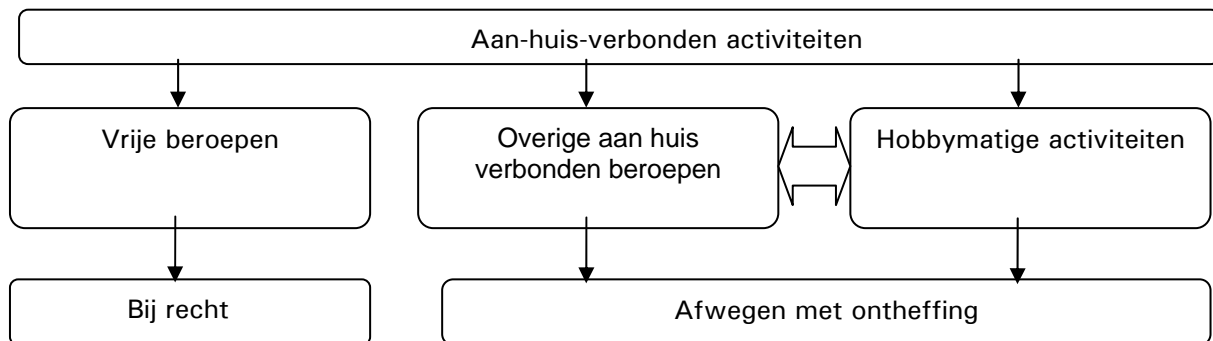 Aan-huis-verbonden activiteiten
Vrije beroepen
Overige aan huis
verbonden beroepen
Hobbymatige activiteiten
Bij recht
Afwegen met ontheffing